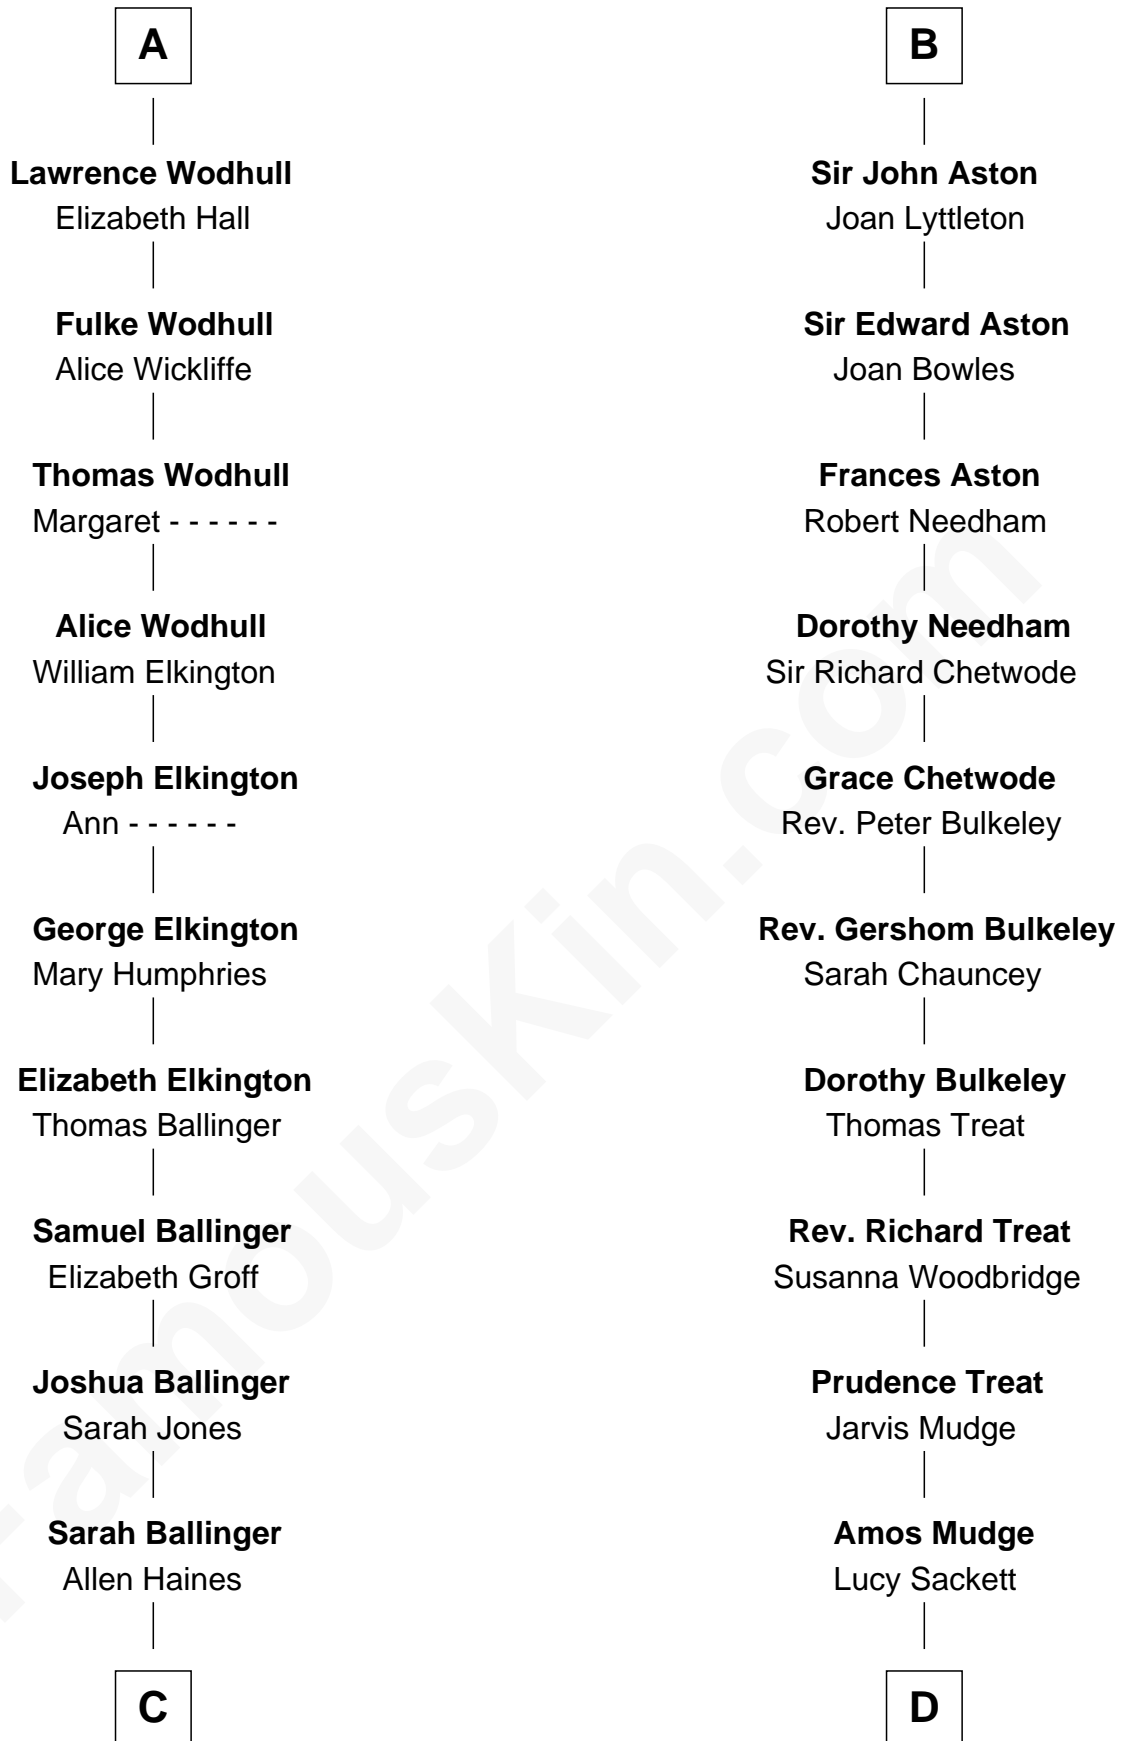 A
Lawrence Wodhull
Elizabeth Hall
Fulke Wodhull
Alice Wickliffe
Thomas Wodhull
Margaret - - - - - -
Alice Wodhull
William Elkington
Joseph Elkington
Ann - - - - - -
George Elkington
Mary Humphries
Elizabeth Elkington
Thomas Ballinger
Samuel Ballinger
Elizabeth Groff
Joshua Ballinger
Sarah Jones
Sarah Ballinger
Allen Haines
C
B
Sir John Aston
Joan Lyttleton
Sir Edward Aston
Joan Bowles
Frances Aston
Robert Needham
Dorothy Needham
Sir Richard Chetwode
Grace Chetwode
Rev. Peter Bulkeley
Rev. Gershom Bulkeley
Sarah Chauncey
Dorothy Bulkeley
Thomas Treat
Rev. Richard Treat
Susanna Woodbridge
Prudence Treat
Jarvis Mudge
Amos Mudge
Lucy Sackett
D
FamousKin.com